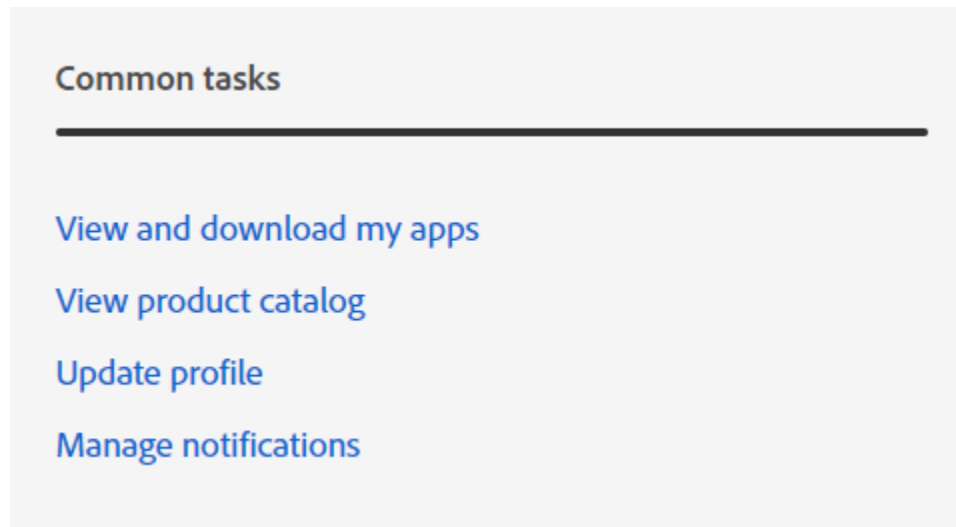 Common tasks
View and download my apps
View product catalog
Update profile
Manage notifications